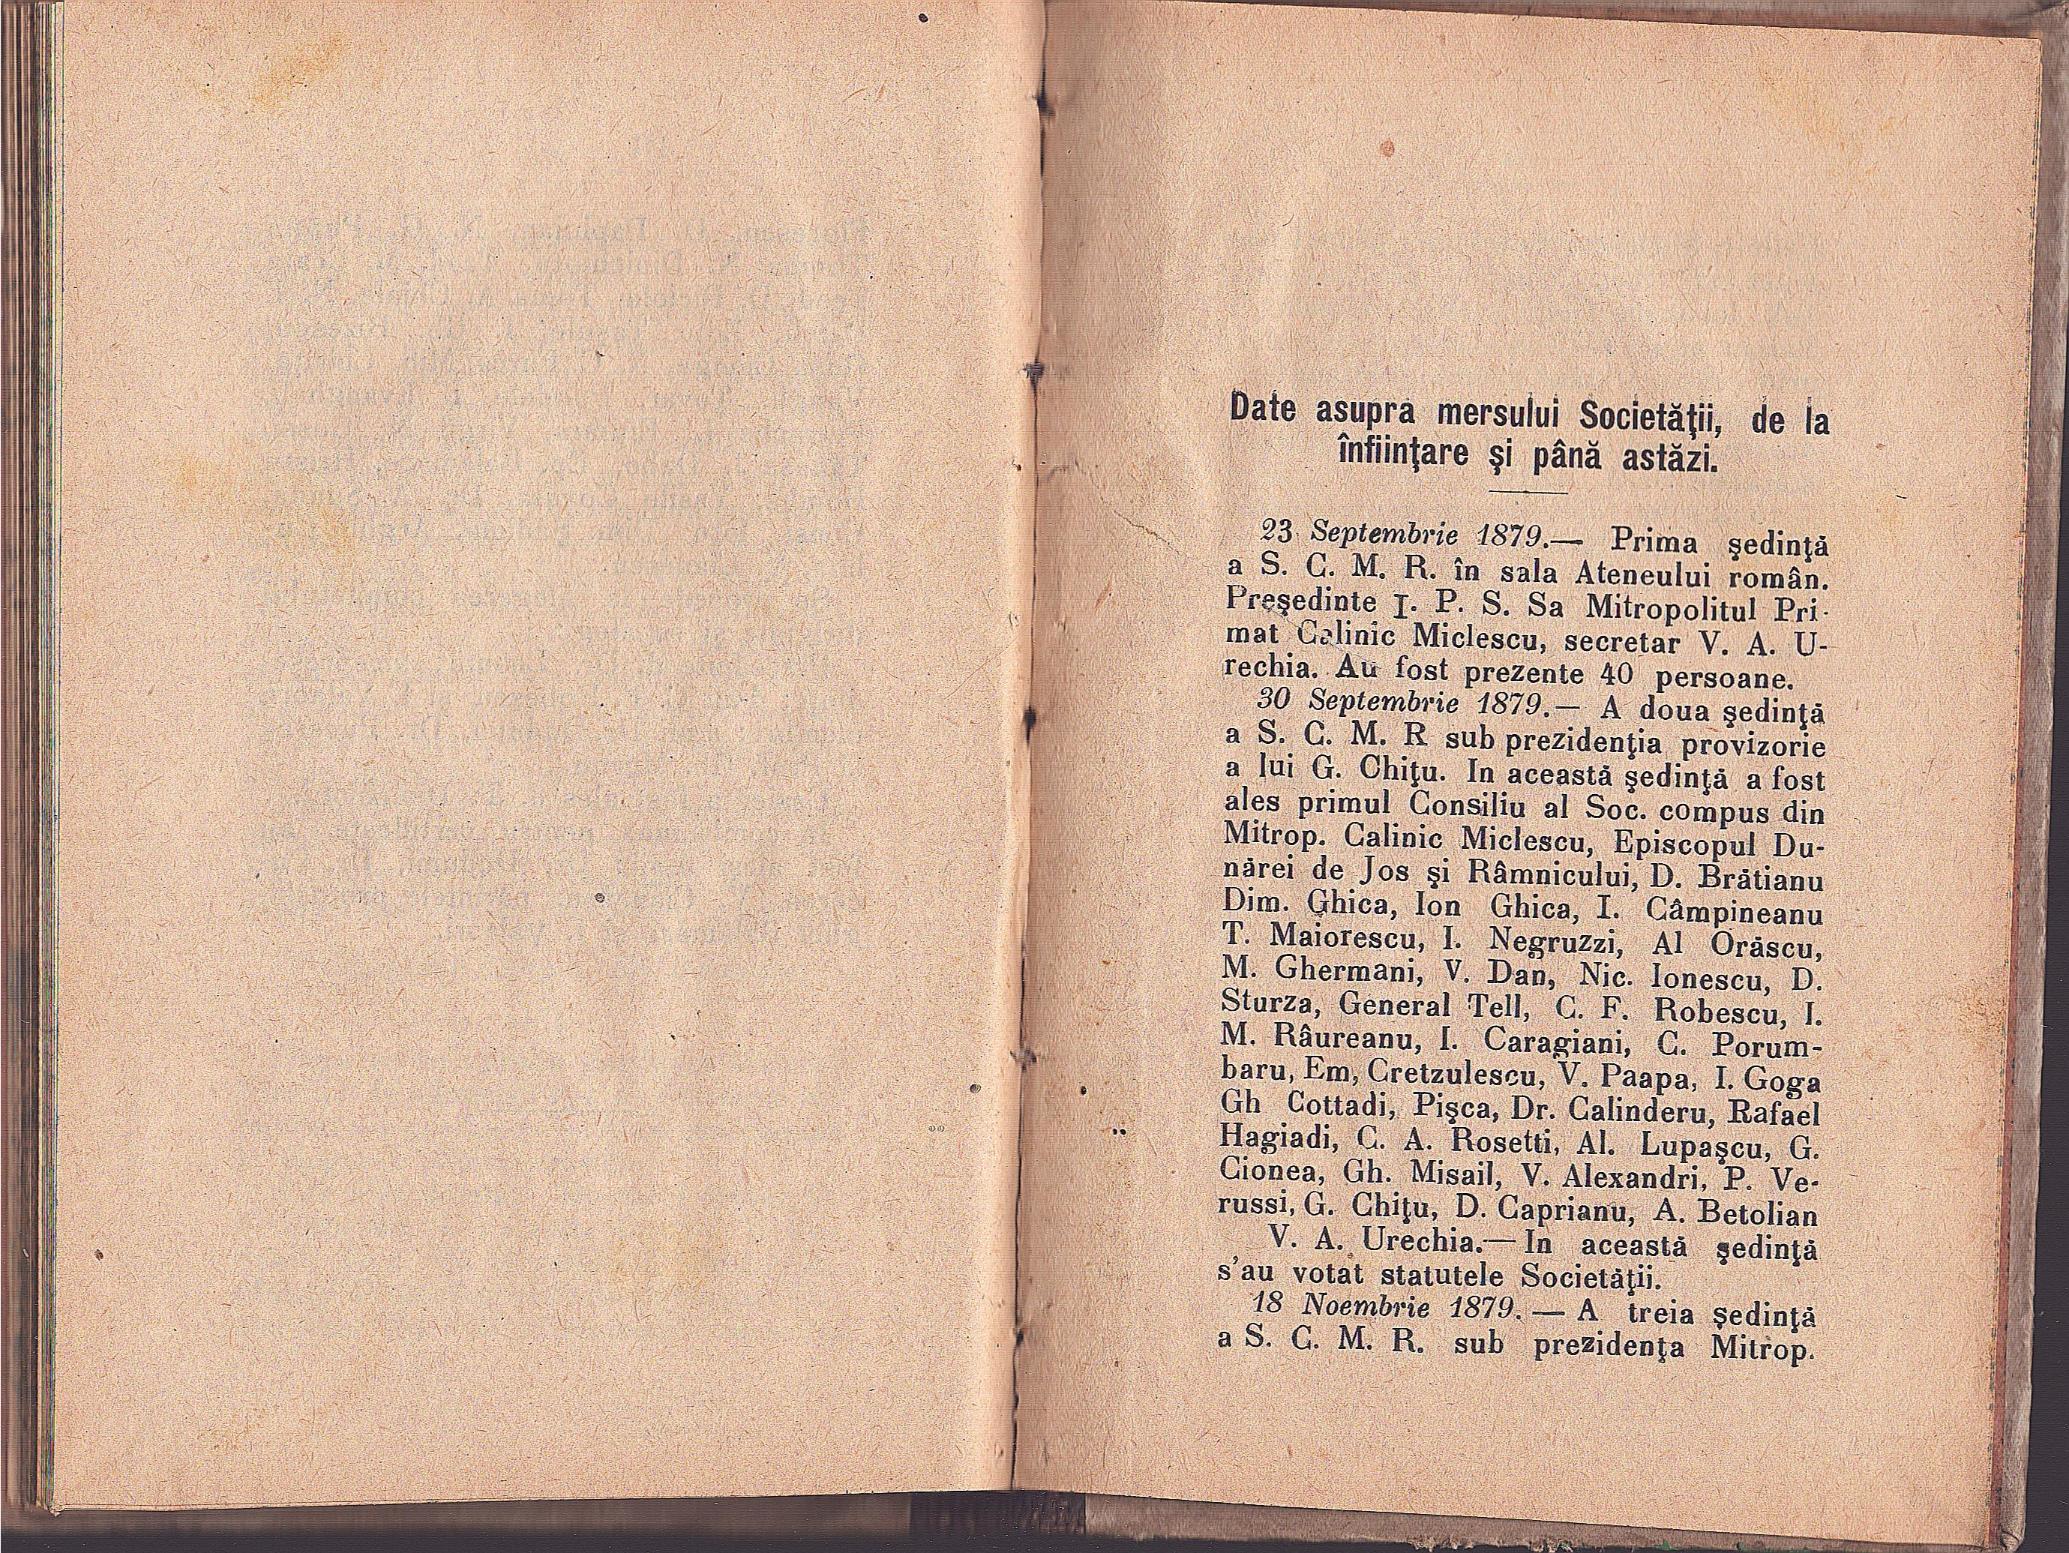 Date asupra mersului Societăţii, de la
înfiinţare şi până astăzi.
23 Septembrie 1879.— Prima şedinţă
a S. C. M. R. în sala Ateneului român.
Preşedinte I. P. S. Sa Mitropolitul Pri-
mat Calinic Miclescu, secretar V. A. U-
rechia. Au fost prezente 40 persoane.
30 Septembrie 1879.— A doua şedinţă
a S. C. M. R sub prezidenţia provizorie
a lui G. Chiţu. In această şedinţă a fost
ales primul Consiliu al Soc. compus din
Mitrop. Calinic Miclescu, Episcopul Du-
nărei de Jos şi Râmnicului, D. Brătianu
Dim. Ghica, Ion Ghica, I. Câmpineanu
T. Maiorescu, I. Negruzzi, Al Orăscu,
M. Ghermani, V. Dan, Nic. Ionescu, D.
Sturza, General Tell, C. F. Robescu, I.
M. Râureanu, I. Caragiani, C. Porum-
baru, Em, Cretzulescu, V. Paapa, I. Goga
Gh Cottadi, Pişca, Dr. Calinderu, Rafael
Hagiadi, C. A. Rosetti, Al. Lupaşcu, G.
Cionea, Gh. Misail, V. Alexandri, P. Ve-
russi, G. Chiţu, D. Caprianu, A. Betolian
V. A. Urechia.— In această şedinţă
s'au votat statutele Societăţii.
18 Noembrie 1879. — A treia şedinţă
a S. C. M. R. sub prezidenţa Mitrop.